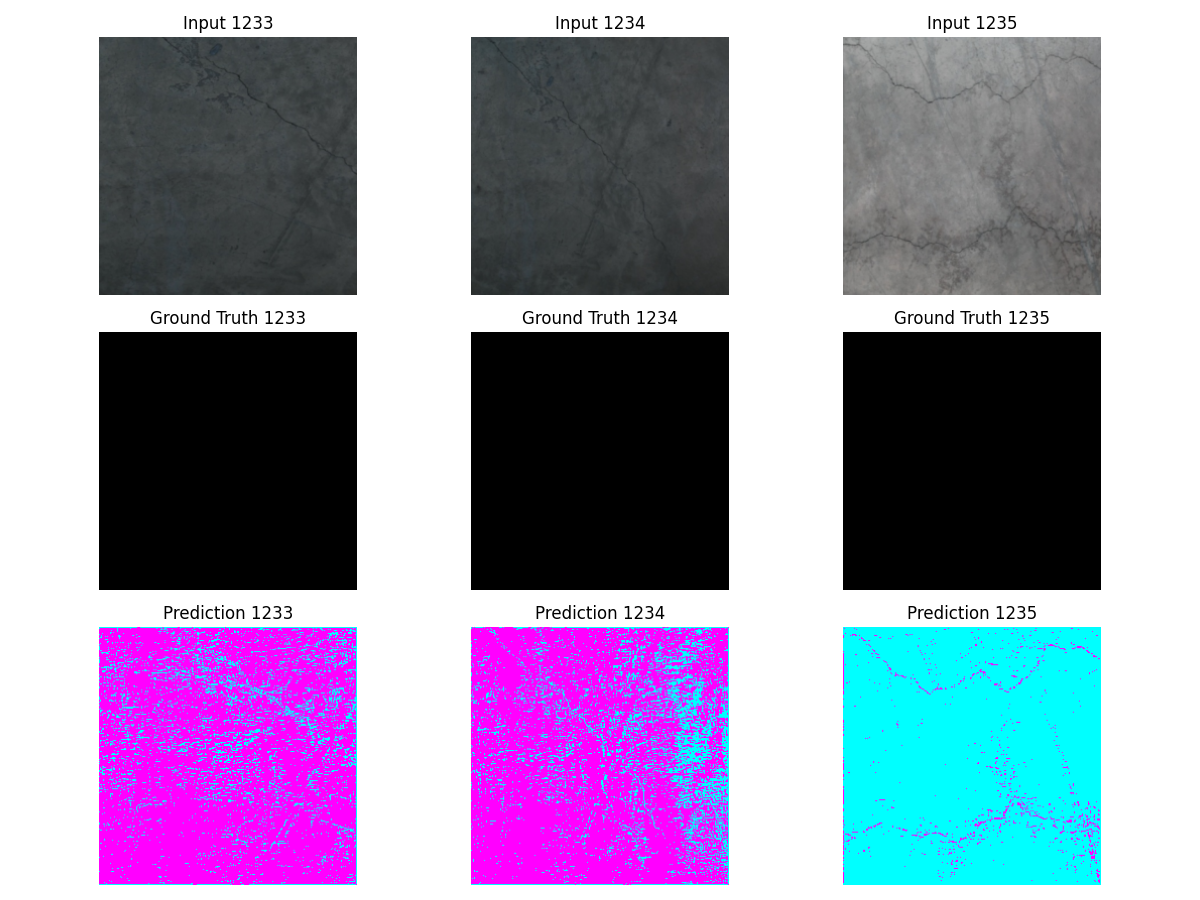 Input 1233
Input 1234
Input 1235
Ground Truth 1233
Ground Truth 1234
Ground Truth 1235
Prediction 1233
Prediction 1234
Prediction 1235